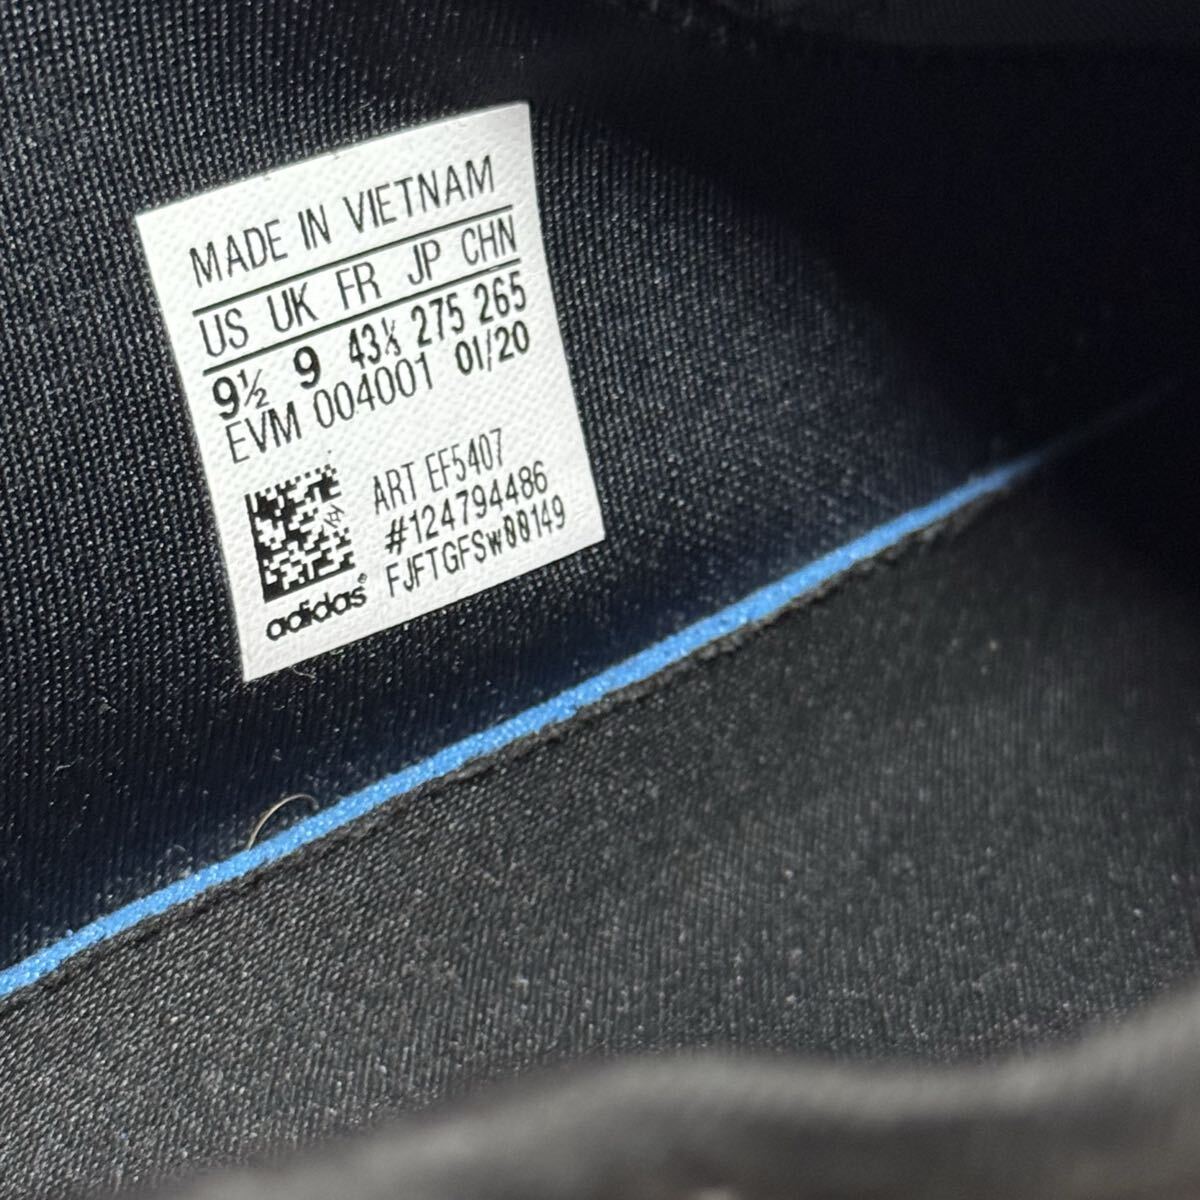 MADE IN VIETNAM
US UK FR JP CHN
9½ 9 43⅓ 275 265
EVM 004001 01/20
ART EF5407
#124794486
FJFTGFSW00149
adidas®